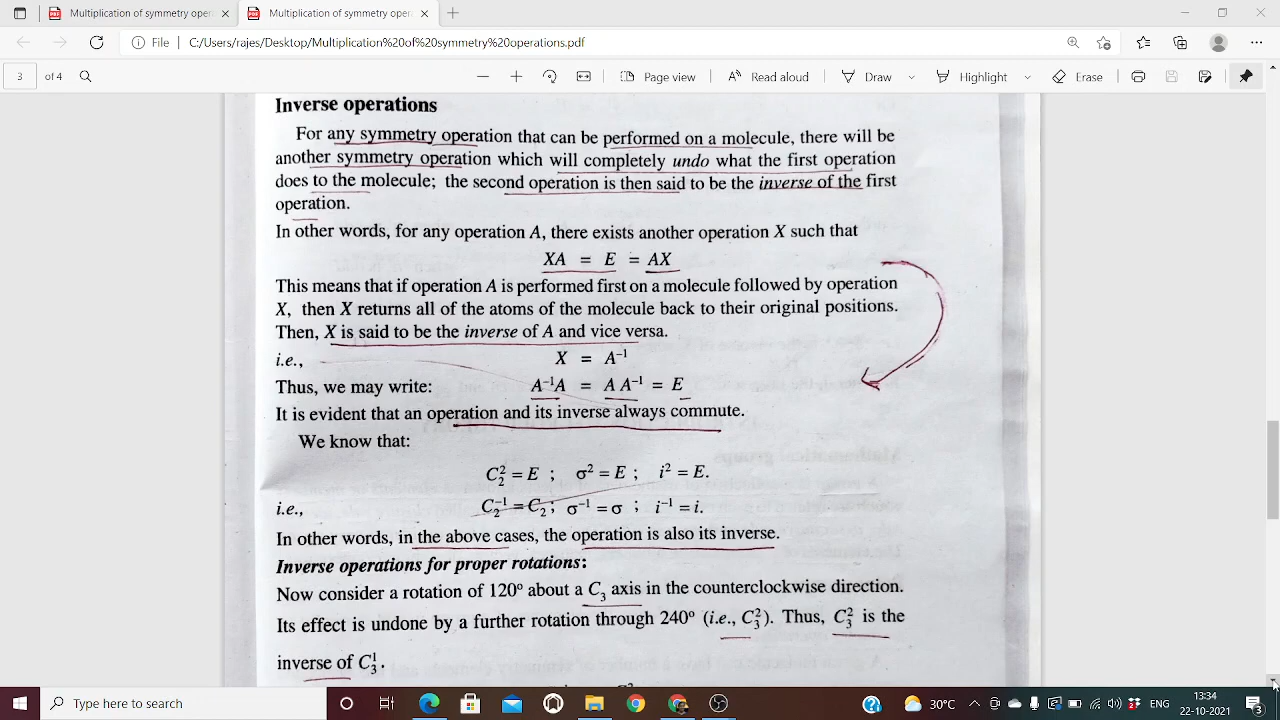 Multiplication of symmetry oper
Multiplication of symmetry oper
File
C:/Users/rajes/Desktop/Multiplication%20of%20symmetry%20operations.pdf
3 of 4
Page view
Read aloud
Draw
Highlight
Erase
Inverse operations
For any symmetry operation that can be performed on a molecule, there will be
another symmetry operation which will completely undo what the first operation
does to the molecule; the second operation is then said to be the inverse of the first
operation.
In other words, for any operation A, there exists another operation X such that
XA = E = AX
This means that if operation A is performed first on a molecule followed by operation
X, then X returns all of the atoms of the molecule back to their original positions.
Then, X is said to be the inverse of A and vice versa.
i.e., X = A⁻¹
Thus, we may write: A⁻¹A = A A⁻¹ = E
It is evident that an operation and its inverse always commute.
We know that:
C₂² = E ; σ² = E ; i² = E.
i.e., C₂⁻¹ = C₂; σ⁻¹ = σ ; i⁻¹ = i.
In other words, in the above cases, the operation is also its inverse.
Inverse operations for proper rotations:
Now consider a rotation of 120° about a C₃ axis in the counterclockwise direction.
Its effect is undone by a further rotation through 240° (i.e., C₃²). Thus, C₃² is the
inverse of C₃¹.
Type here to search
30°C
ENG
13:34
22-10-2021